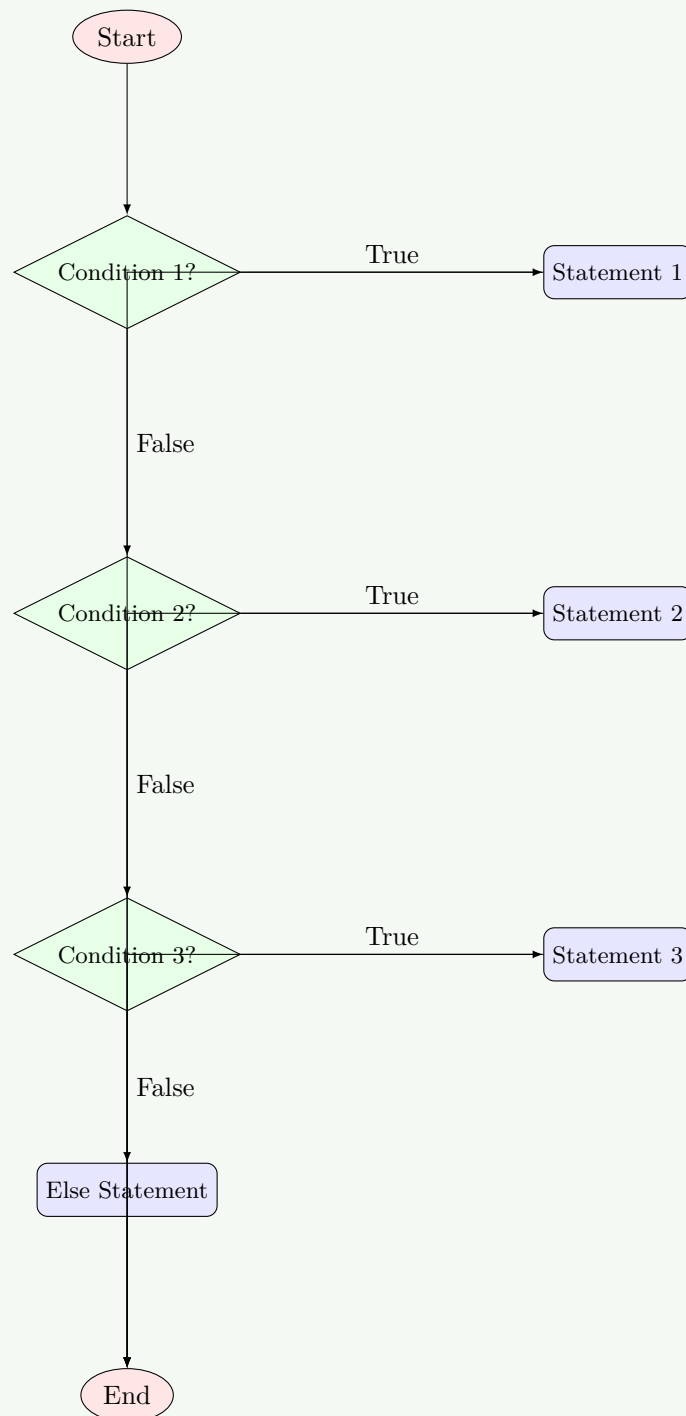 Start
Condition 1?
True
Statement 1
False
Condition 2?
True
Statement 2
False
Condition 3?
True
Statement 3
False
Else Statement
End